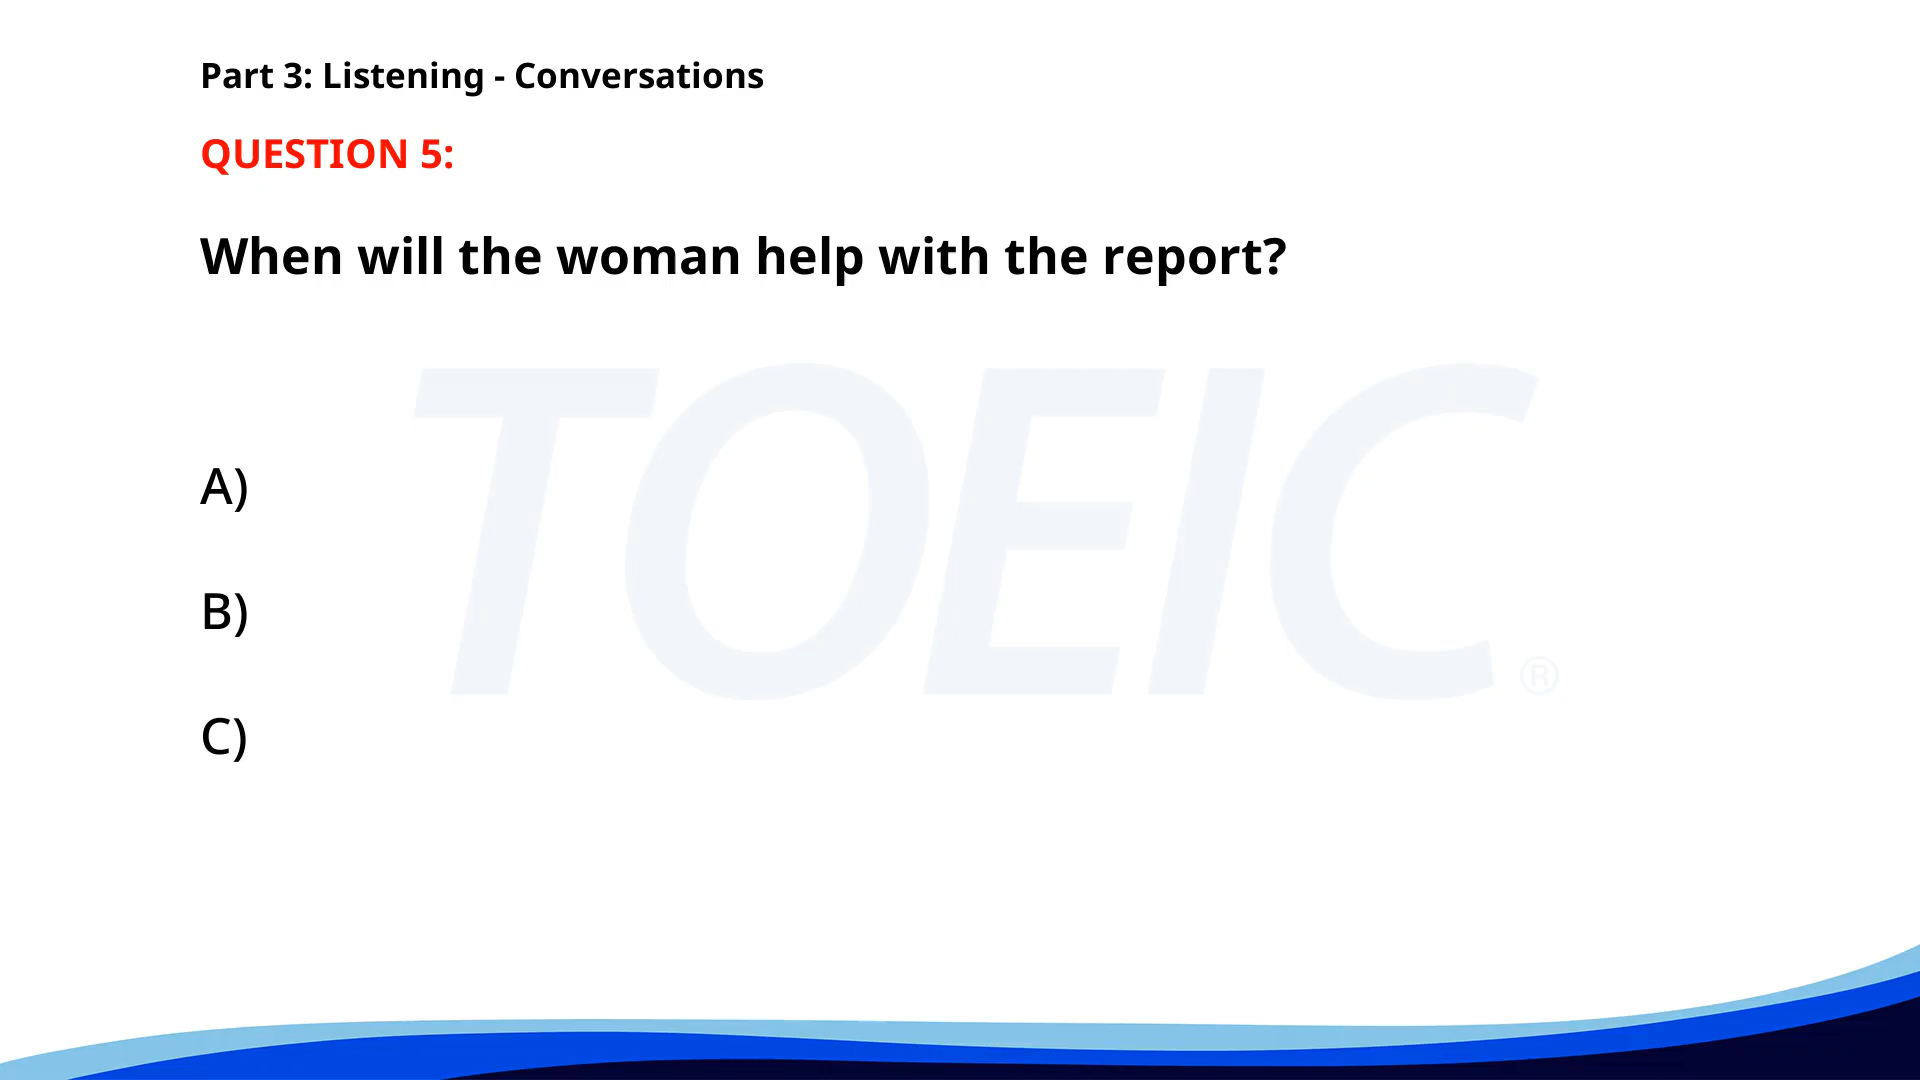 Part 3: Listening - Conversations
QUESTION 5:
When will the woman help with the report?
TOEIC®
A)
B)
C)